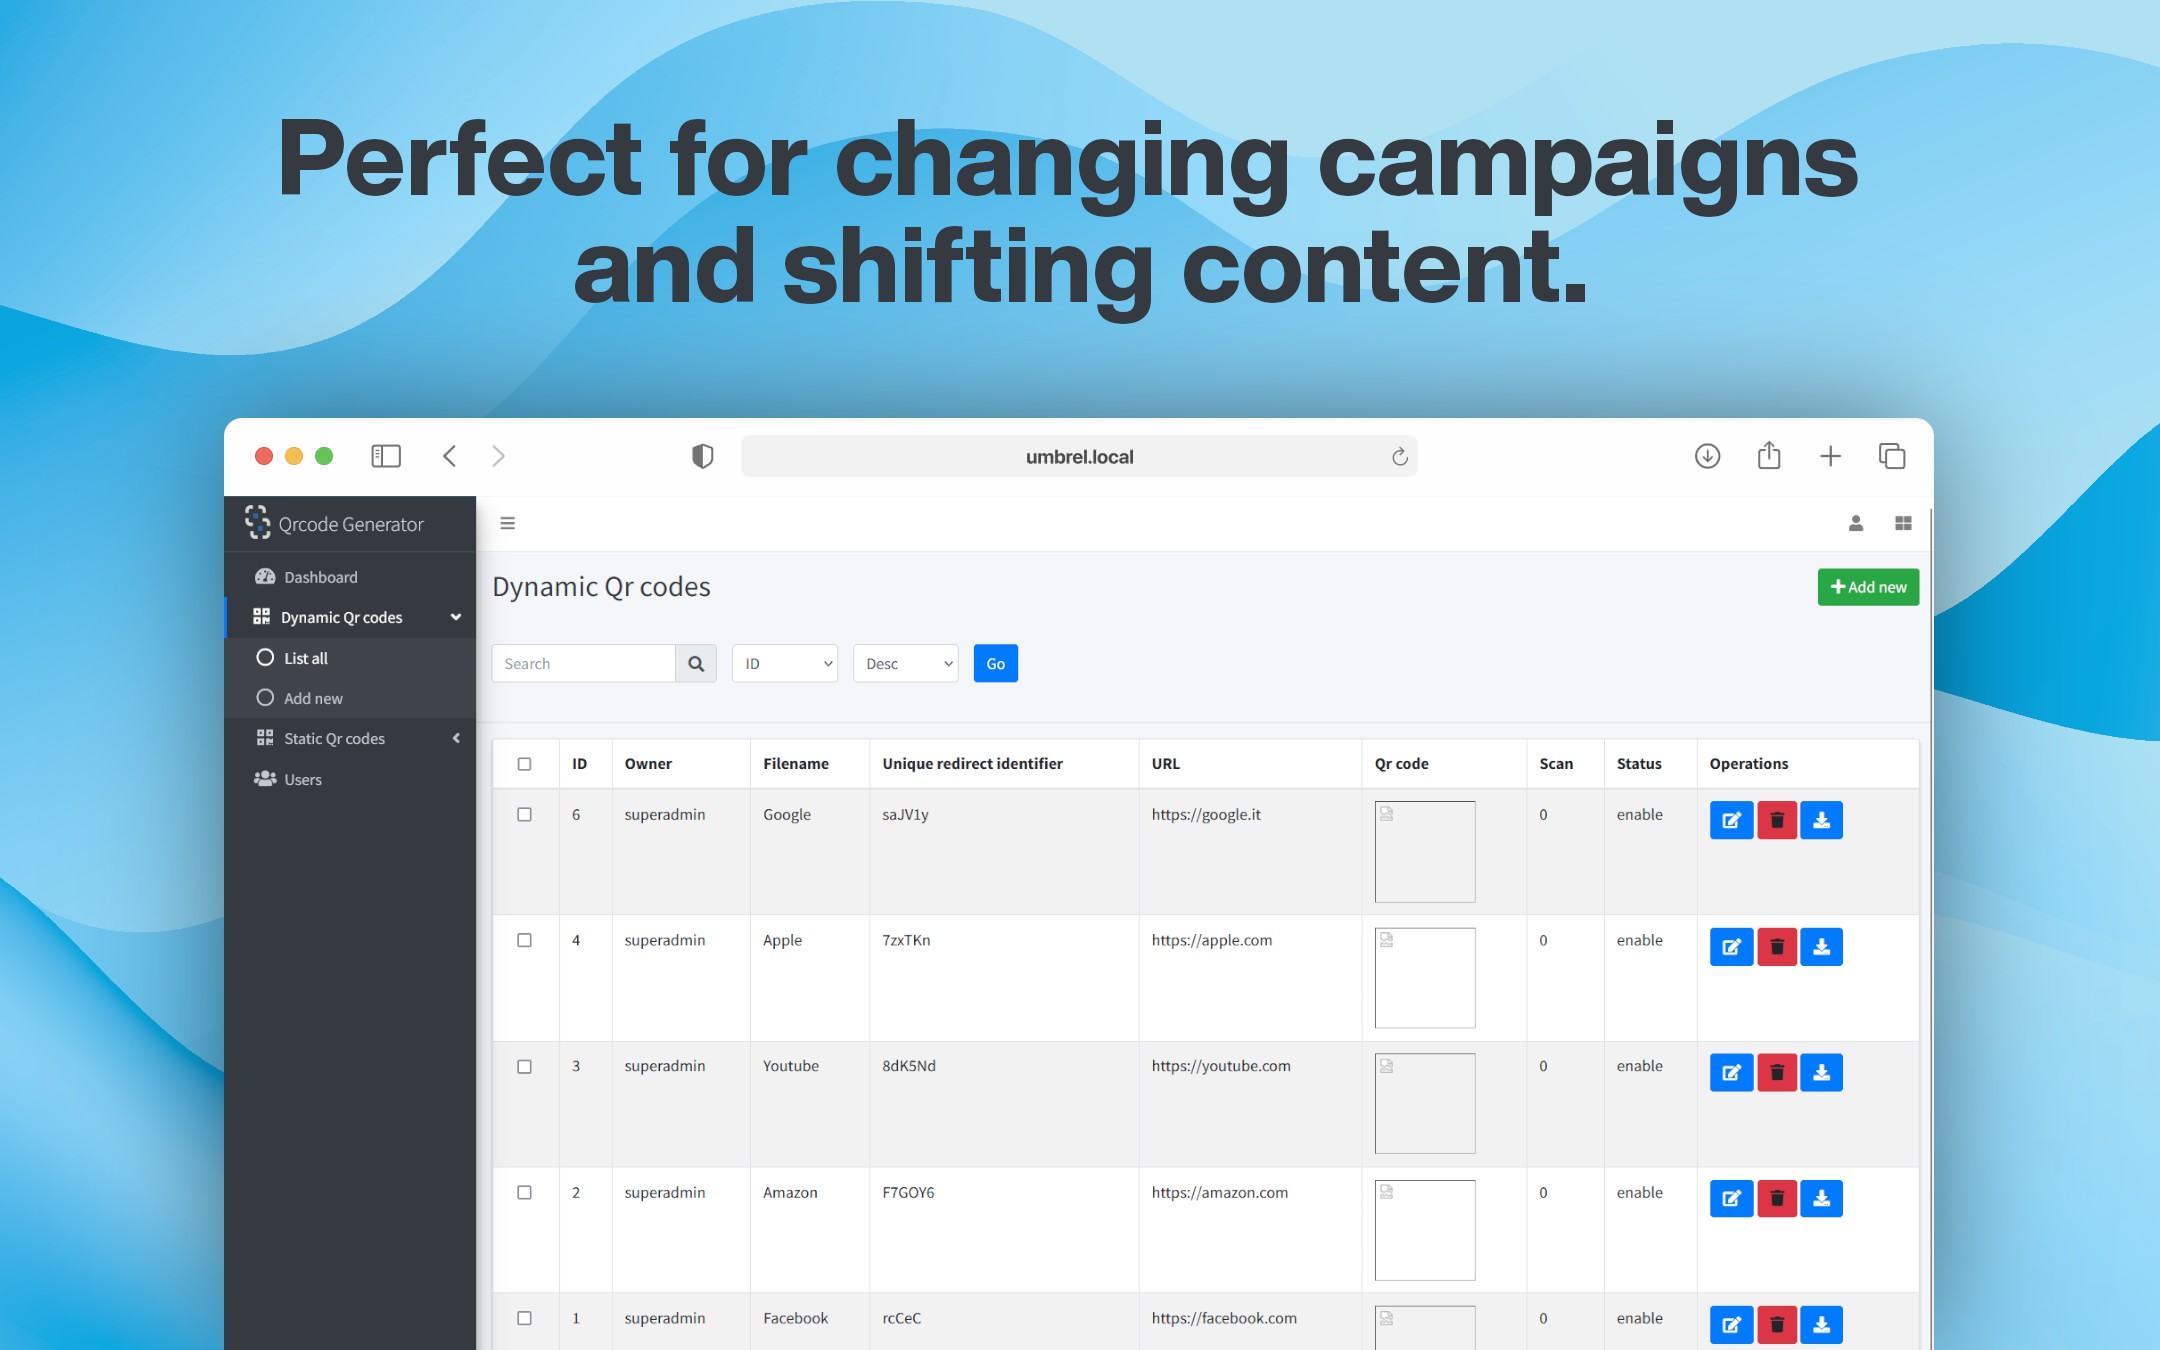 Perfect for changing campaigns
and shifting content.
umbrel.local
Qrcode Generator
Dashboard
Dynamic Qr codes
List all
Add new
Static Qr codes
Users
Dynamic Qr codes
Add new
Search ID Desc Go
ID Owner Filename Unique redirect identifier URL Qr code Scan Status Operations
6 superadmin Google saJV1y https://google.it 0 enable
4 superadmin Apple 7zxTKn https://apple.com 0 enable
3 superadmin Youtube 8dK5Nd https://youtube.com 0 enable
2 superadmin Amazon F7GOY6 https://amazon.com 0 enable
1 superadmin Facebook rcCeC https://facebook.com 0 enable